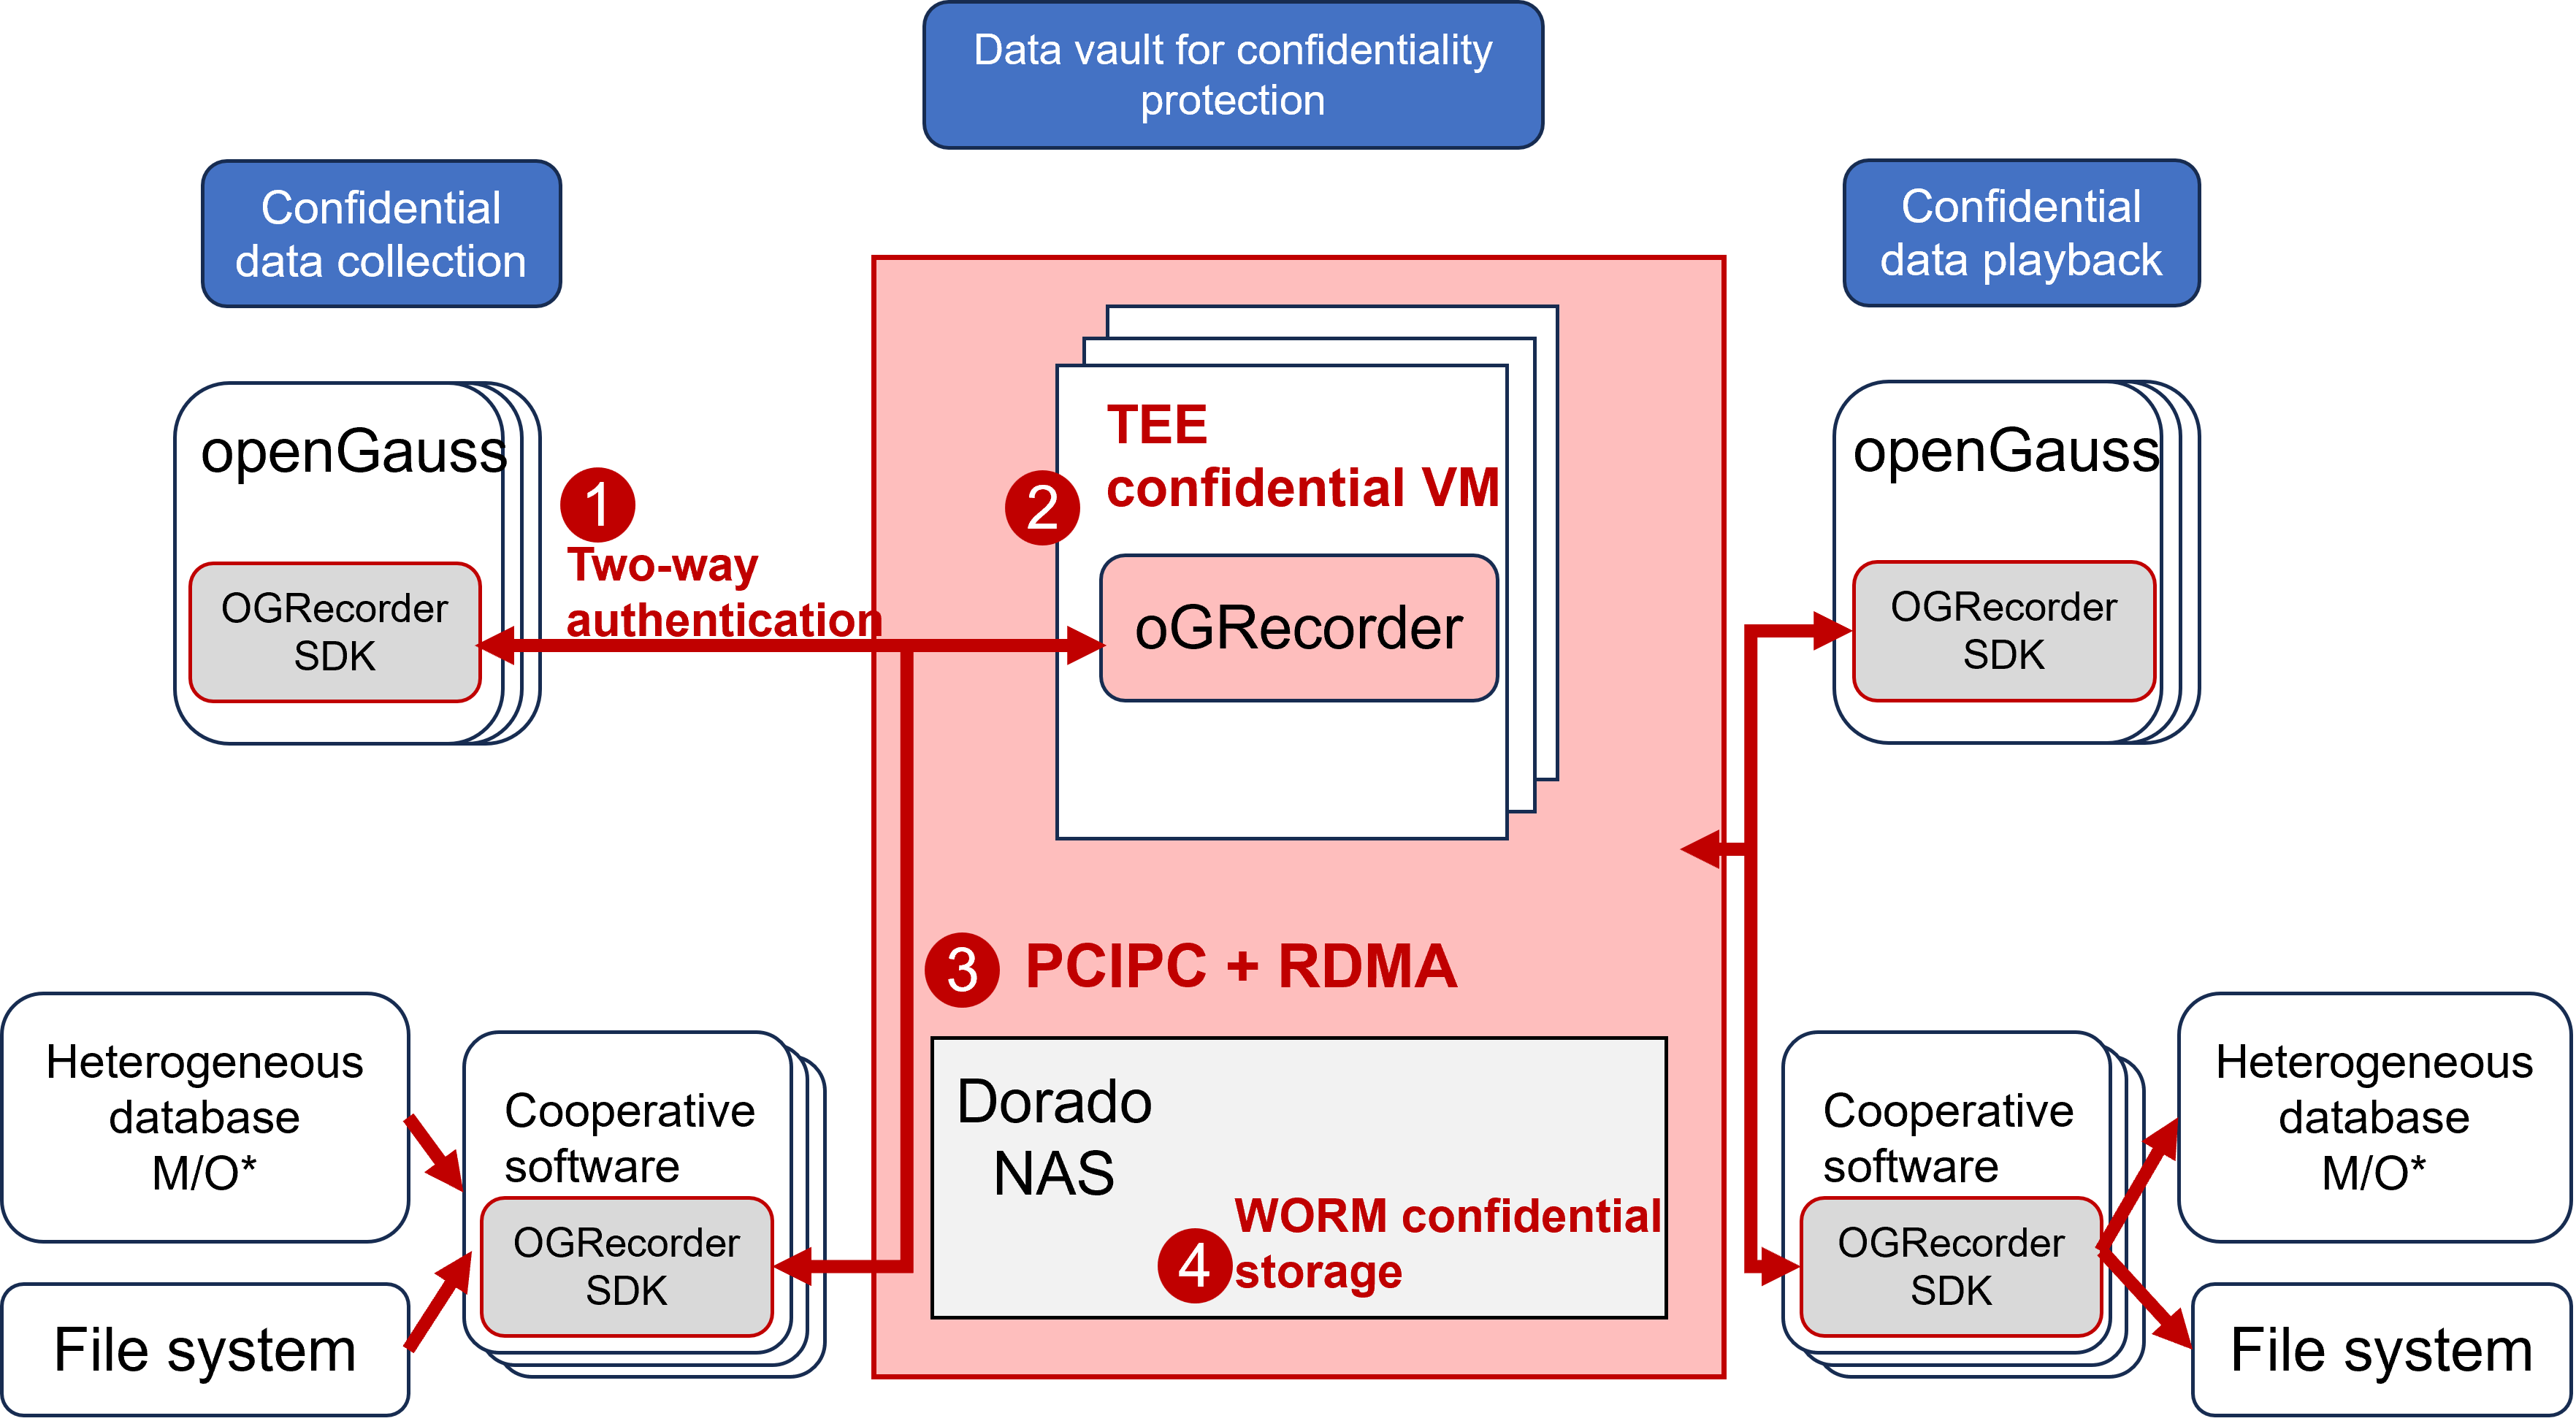 Data vault for confidentiality
protection
Confidential
data collection
Confidential
data playback
openGauss
OGRecorder
SDK
1
Two-way
authentication
2
TEE
confidential VM
oGRecorder
openGauss
OGRecorder
SDK
3
PCIPC + RDMA
Heterogeneous
database
M/O*
File system
Cooperative
software
OGRecorder
SDK
Dorado
NAS
4
WORM confidential
storage
Cooperative
software
OGRecorder
SDK
Heterogeneous
database
M/O*
File system